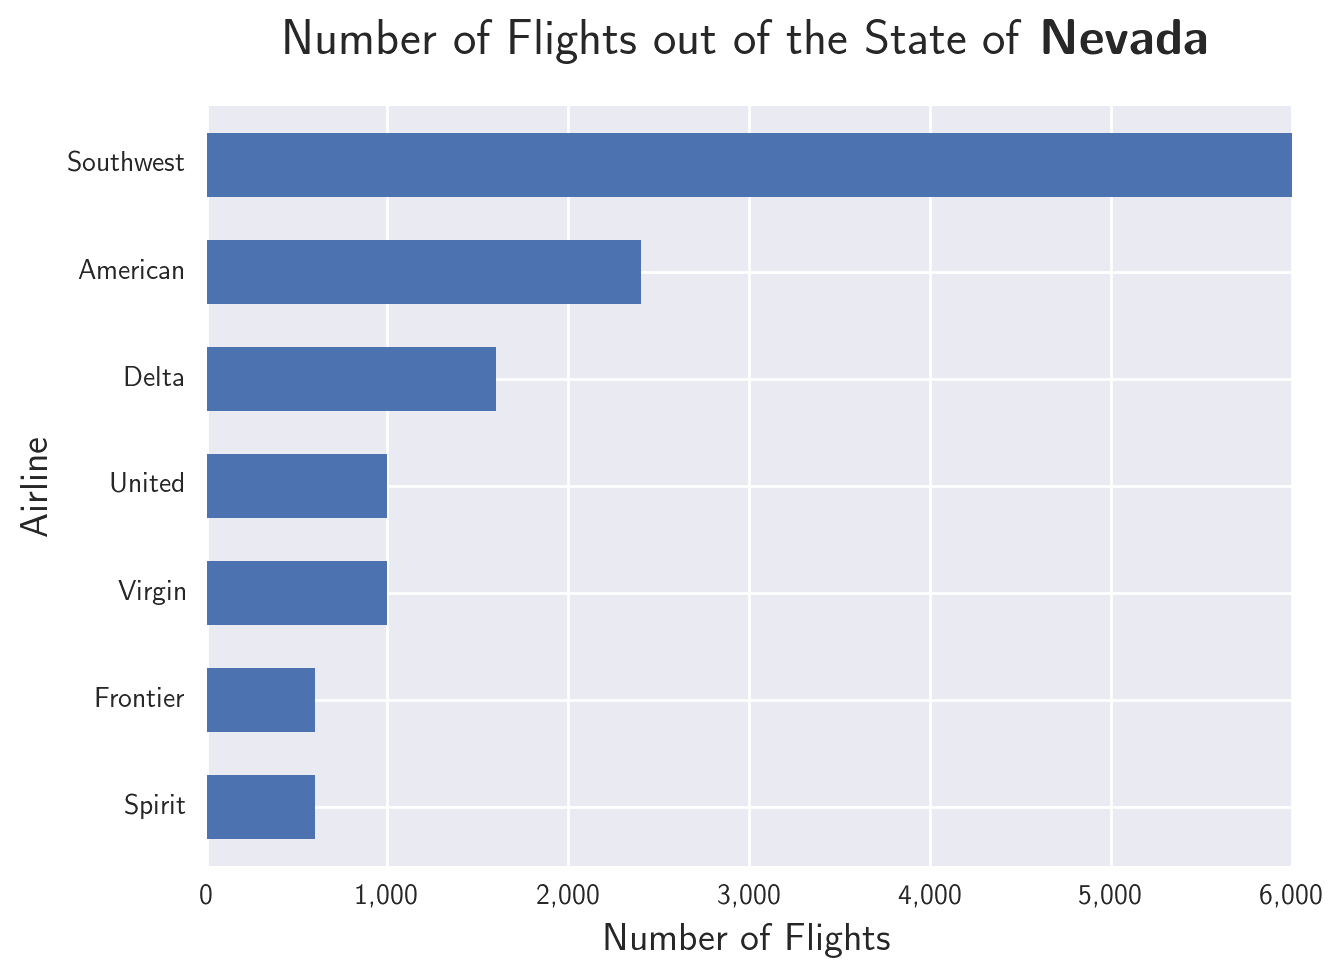 Number of Flights out of the State of Nevada
Southwest
American
Delta
United
Virgin
Frontier
Spirit
Airline
0 1,000 2,000 3,000 4,000 5,000 6,000
Number of Flights